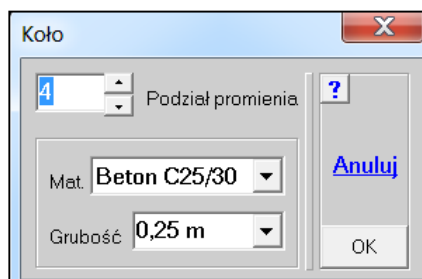 Koło
4 Podział promienia ?
Mat. Beton C25/30 Anuluj
Grubość 0,25 m OK